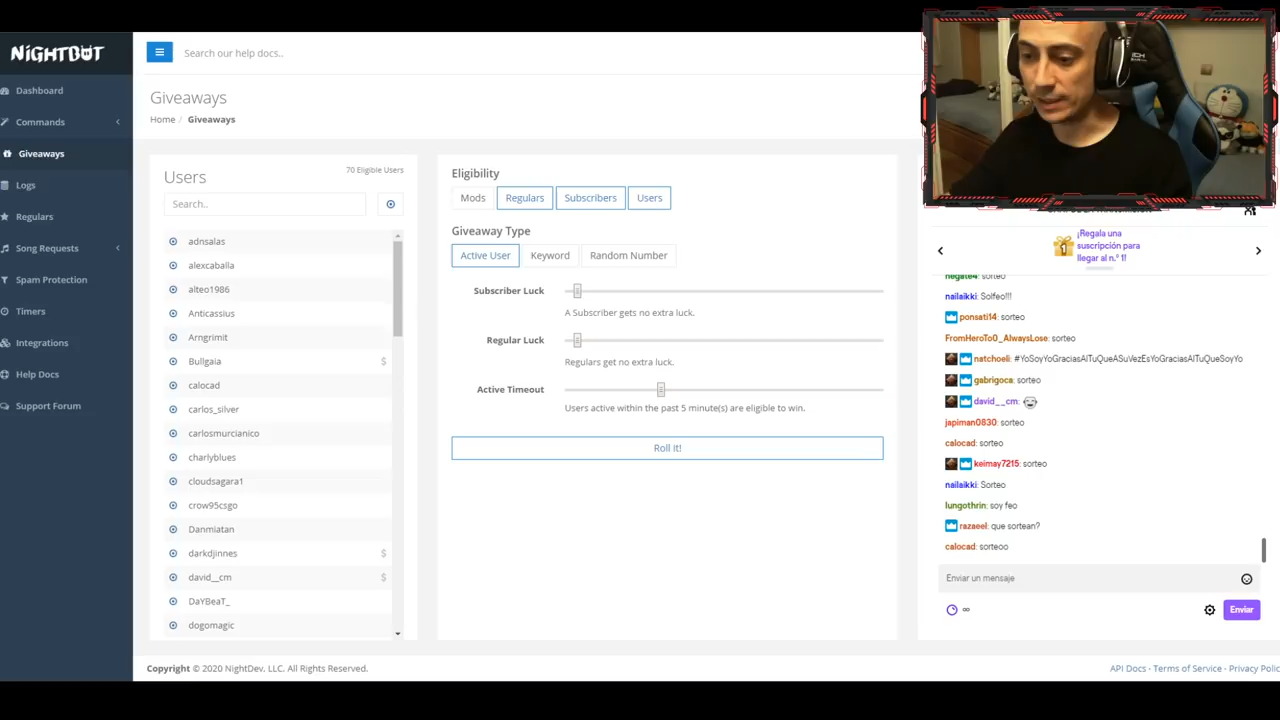 NIGHTBOT
Search our help docs..
Dashboard
Commands
Giveaways
Logs
Regulars
Song Requests
Spam Protection
Timers
Integrations
Help Docs
Support Forum
Giveaways
Home / Giveaways
Users
70 Eligible Users
Search..
adnsalas
alexcaballa
alteo1986
Anticassius
Arngrimit
Bullgaia $
calocad
carlos_silver
carlosmurcianico
charlyblues
cloudsagara1
crow95csgo
Danmiatan
darkdjinnes $
david__cm $
DaYBeaT_
dogomagic
Eligibility
Mods Regulars Subscribers Users
Giveaway Type
Active User Keyword Random Number
Subscriber Luck
A Subscriber gets no extra luck.
Regular Luck
Regulars get no extra luck.
Active Timeout
Users active within the past 5 minute(s) are eligible to win.
Roll It!
1
¡Regala una
suscripción para
llegar al n.º 1!
negate4: sorteo
nailaikki: Solfeo!!!
ponsati14: sorteo
FromHeroTo0_AlwaysLose: sorteo
natchoeli: #YoSoyYoGraciasAlTuQueASuVezEsYoGraciasAlTuQueSoyYo
gabrigoca: sorteo
david__cm:
japiman0830: sorteo
calocad: sorteo
keimay7215: sorteo
nailaikki: Sorteo
lungothrin: soy feo
razaeel: que sortean?
calocad: sorteoo
Enviar un mensaje
∞
Enviar
Copyright © 2020 NightDev, LLC. All Rights Reserved.
API Docs - Terms of Service - Privacy Polic